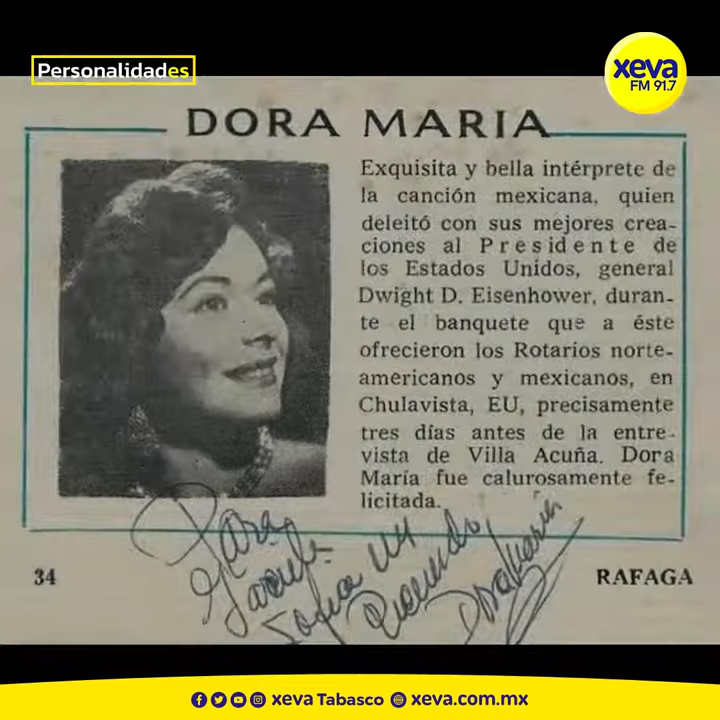 Personalidades
xeva
FM 91.7
DORA MARIA
Exquisita y bella intérprete de
la canción mexicana, quien
deleitó con sus mejores crea-
ciones al Presidente de
los Estados Unidos, general
Dwight D. Eisenhower, duran-
te el banquete que a éste
ofrecieron los Rotarios norte-
americanos y mexicanos, en
Chulavista, EU, precisamente
tres días antes de la entre-
vista de Villa Acuña. Dora
María fue calurosamente fe-
licitada.
Para
Dora María
34
RAFAGA
xeva Tabasco xeva.com.mx